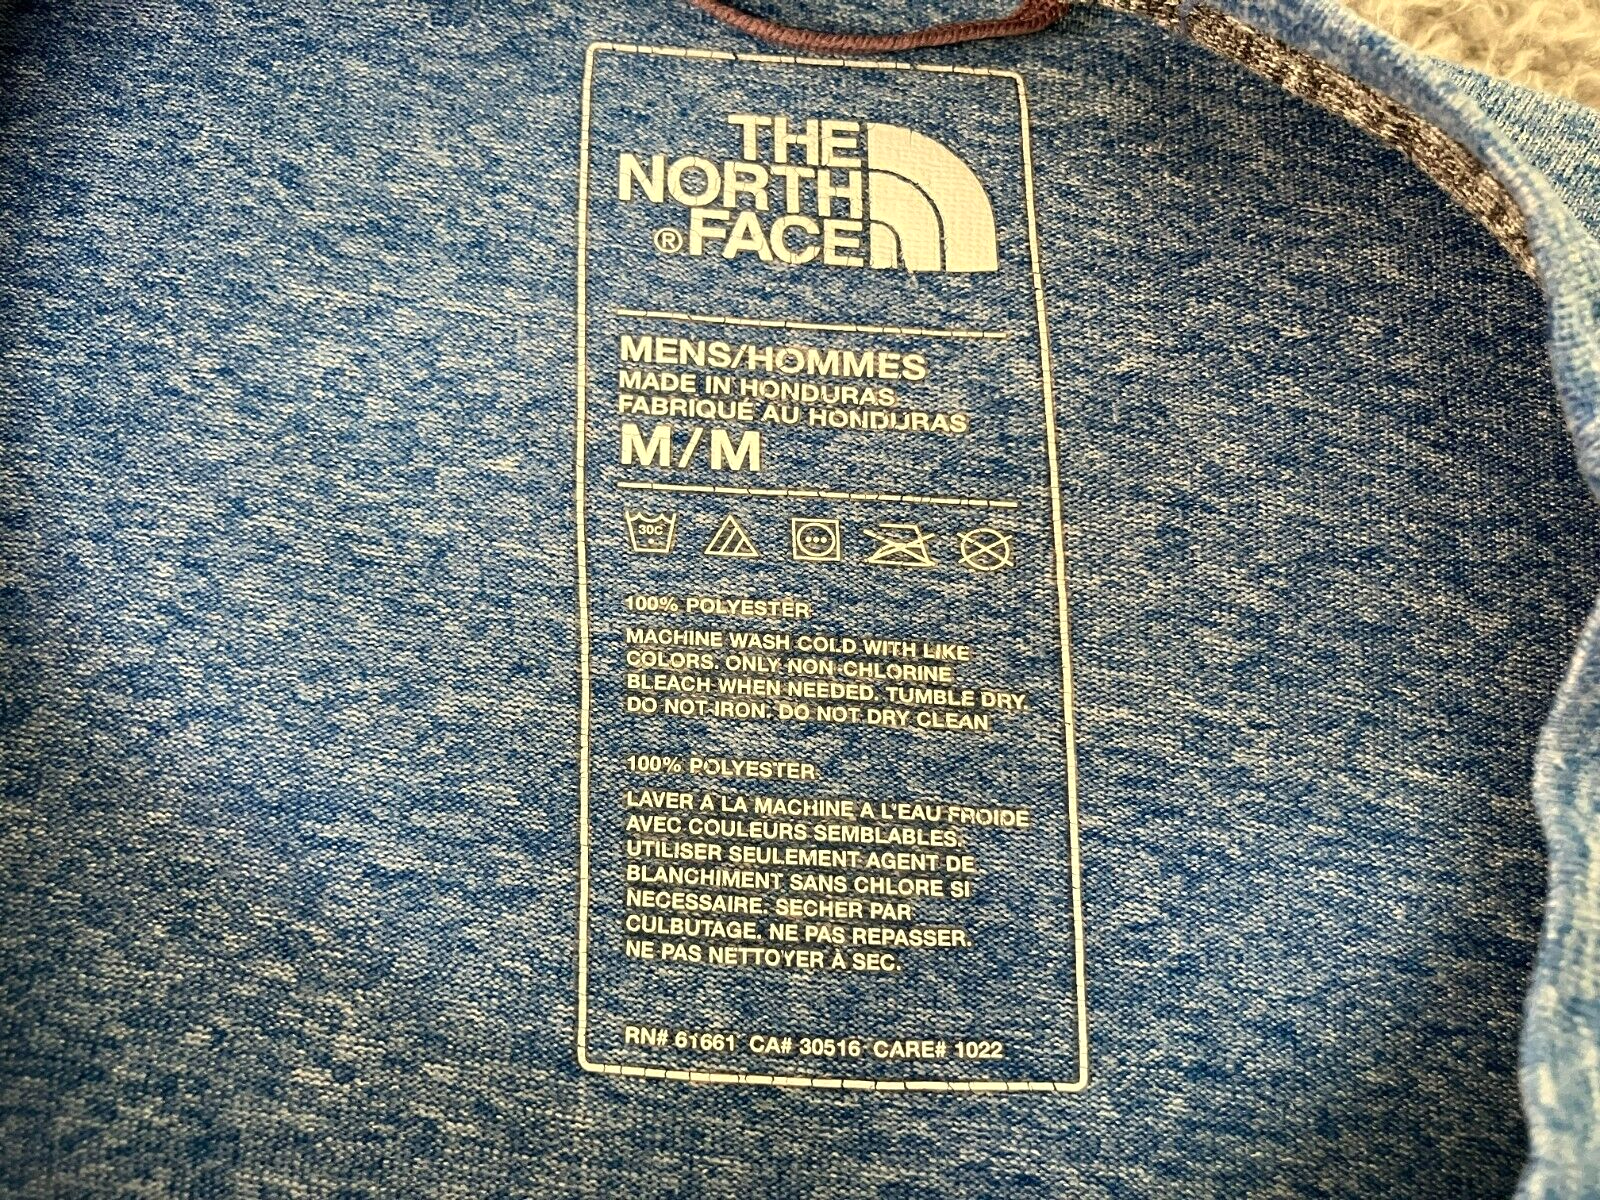 THE
NORTH
® FACE
MENS/HOMMES
MADE IN HONDURAS
FABRIQUÉ AU HONDURAS
M/M
30C
100% POLYESTER
MACHINE WASH COLD WITH LIKE
COLORS. ONLY NON-CHLORINE
BLEACH WHEN NEEDED. TUMBLE DRY.
DO NOT IRON. DO NOT DRY CLEAN
100% POLYESTER
LAVER A LA MACHINE A L'EAU FROIDE
AVEC COULEURS SEMBLABLES.
UTILISER SEULEMENT AGENT DE
BLANCHIMENT SANS CHLORE SI
NECESSAIRE. SECHER PAR
CULBUTAGE. NE PAS REPASSER.
NE PAS NETTOYER À SEC.
RN# 61661 CA# 30516 CARE# 1022